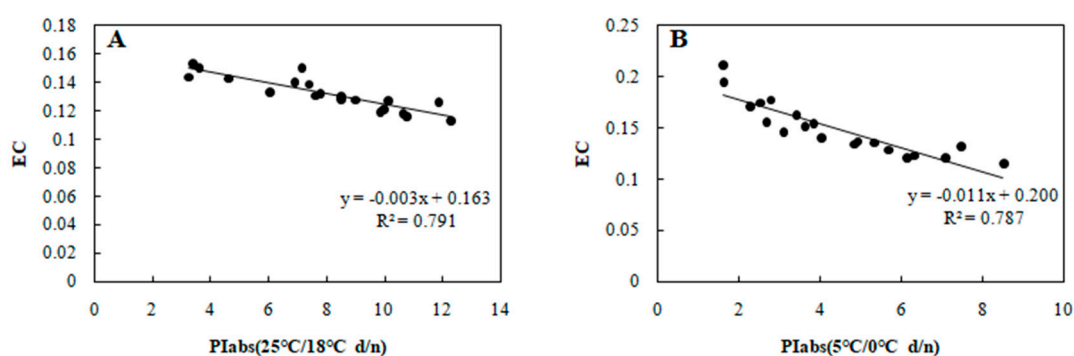 A
EC
0.18
0.16
0.14
0.12
0.1
0.08
0.06
0.04
0.02
0
y = -0.003x + 0.163
R² = 0.791
0 2 4 6 8 10 12 14
PIabs(25℃/18℃ d/n)
B
EC
0.25
0.2
0.15
0.1
0.05
0
y = -0.011x + 0.200
R² = 0.787
0 2 4 6 8 10
PIabs(5℃/0℃ d/n)